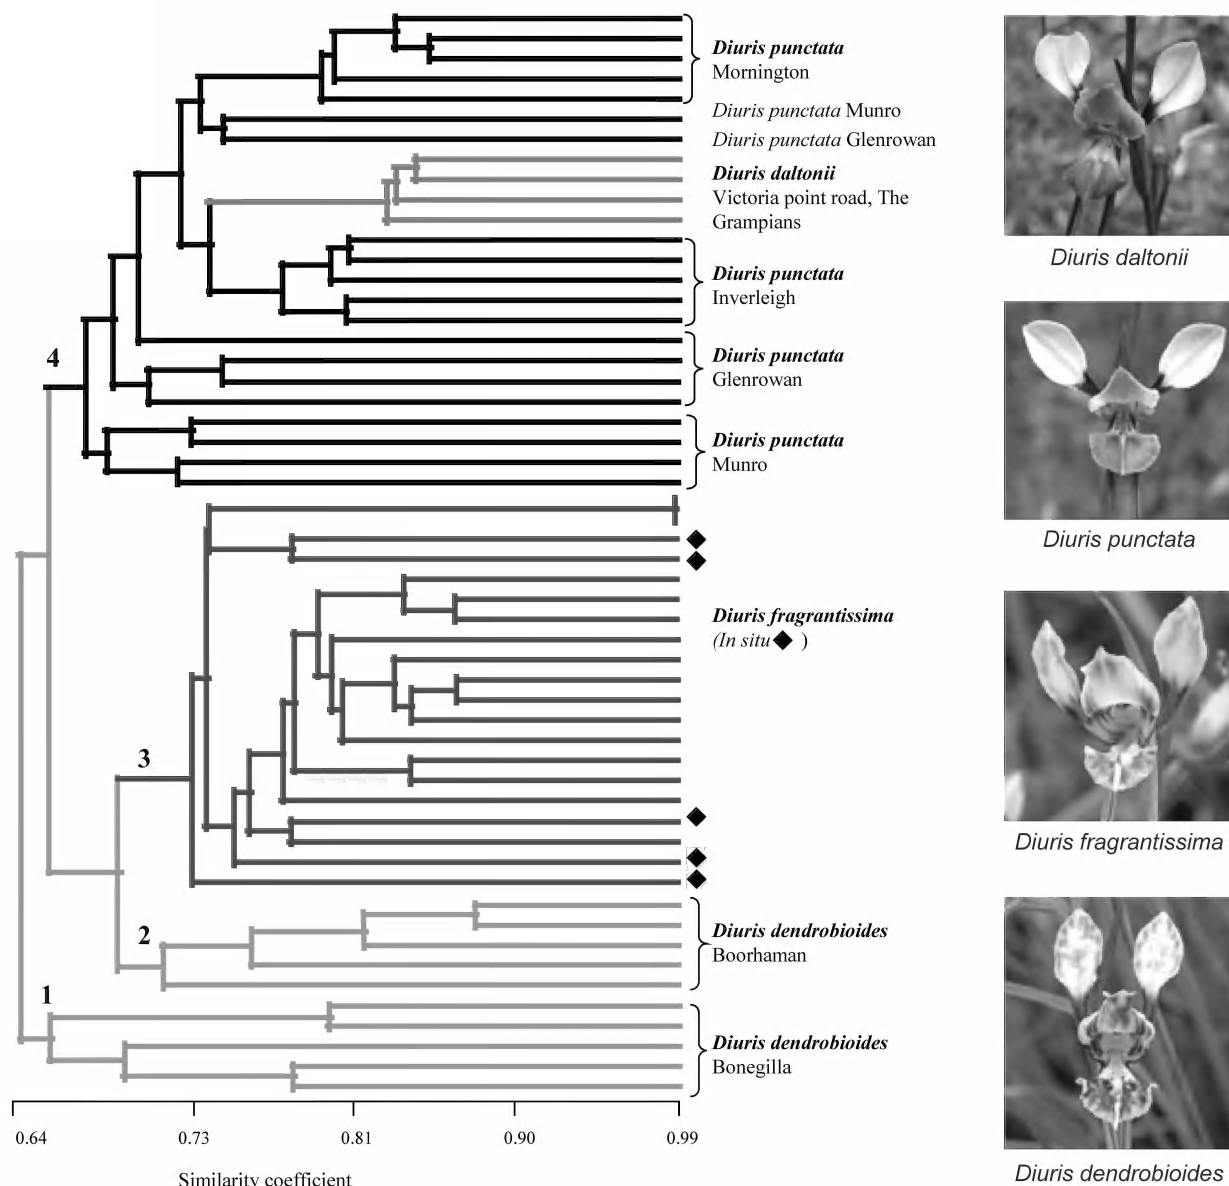 Diuris punctata
Mornington
Diuris punctata Munro
Diuris punctata Glenrowan
Diuris daltonii
Victoria point road, The
Grampians
Diuris punctata
Inverleigh
4
Diuris punctata
Glenrowan
Diuris punctata
Munro
Diuris fragrantissima
(In situ ◆ )
3
2
Diuris dendrobioides
Boorhaman
1
Diuris dendrobioides
Bonegilla
0.64 0.73 0.81 0.90 0.99
Similarity coefficient
Diuris daltonii
Diuris punctata
Diuris fragrantissima
Diuris dendrobioides